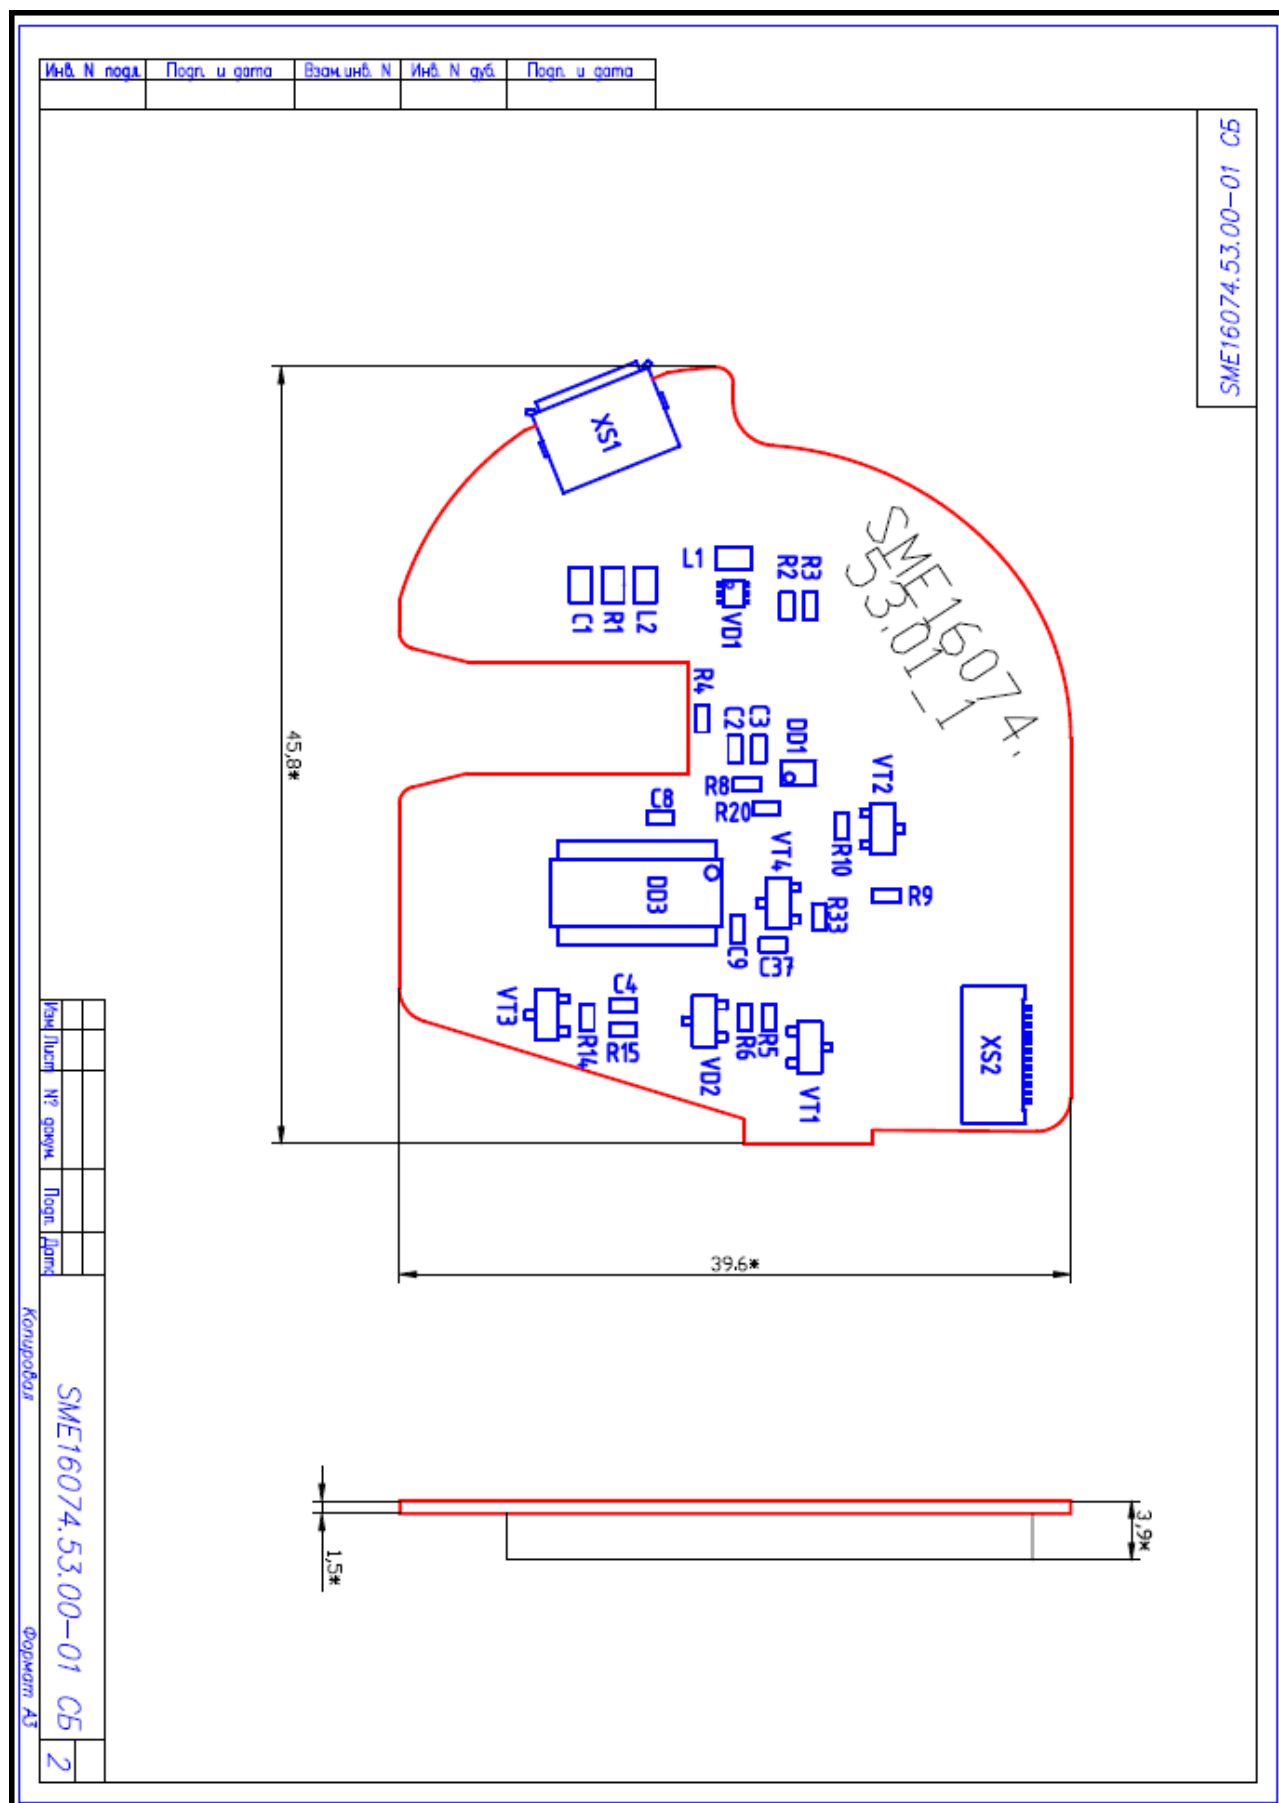 Инв. N подл.
Подп. и дата
Взам. инв. N
Инв. N дуб.
Подп. и дата
SME16074.53.00-01 СБ
XS1
SME16074.
53.01_1
L1
R2
R3
C1
R1
L2
VD1
R4
C2
C3
DD1
R8
R20
VT2
C8
VT4
R10
R9
DD3
R33
C9
C37
VT3
C4
R14
R15
VD2
R6
R5
VT1
XS2
45,8*
39.6*
3,9*
1,5*
Изм.
Лист
N? докум.
Подп.
Дата
SME16074.53.00-01 СБ
2
Копировал
Формат А3